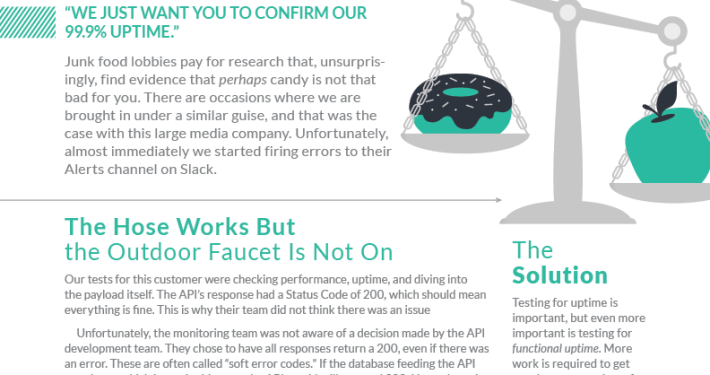 “WE JUST WANT YOU TO CONFIRM OUR
99.9% UPTIME.”
Junk food lobbies pay for research that, unsurpris-
ingly, find evidence that perhaps candy is not that
bad for you. There are occasions where we are
brought in under a similar guise, and that was the
case with this large media company. Unfortunately,
almost immediately we started firing errors to their
Alerts channel on Slack.
The Hose Works But
the Outdoor Faucet Is Not On
Our tests for this customer were checking performance, uptime, and diving into
the payload itself. The API’s response had a Status Code of 200, which should mean
everything is fine. This is why their team did not think there was an issue
Unfortunately, the monitoring team was not aware of a decision made by the API
development team. They chose to have all responses return a 200, even if there was
an error. These are often called “soft error codes.” If the database feeding the API
The
Solution
Testing for uptime is
important, but even more
important is testing for
functional uptime. More
work is required to get